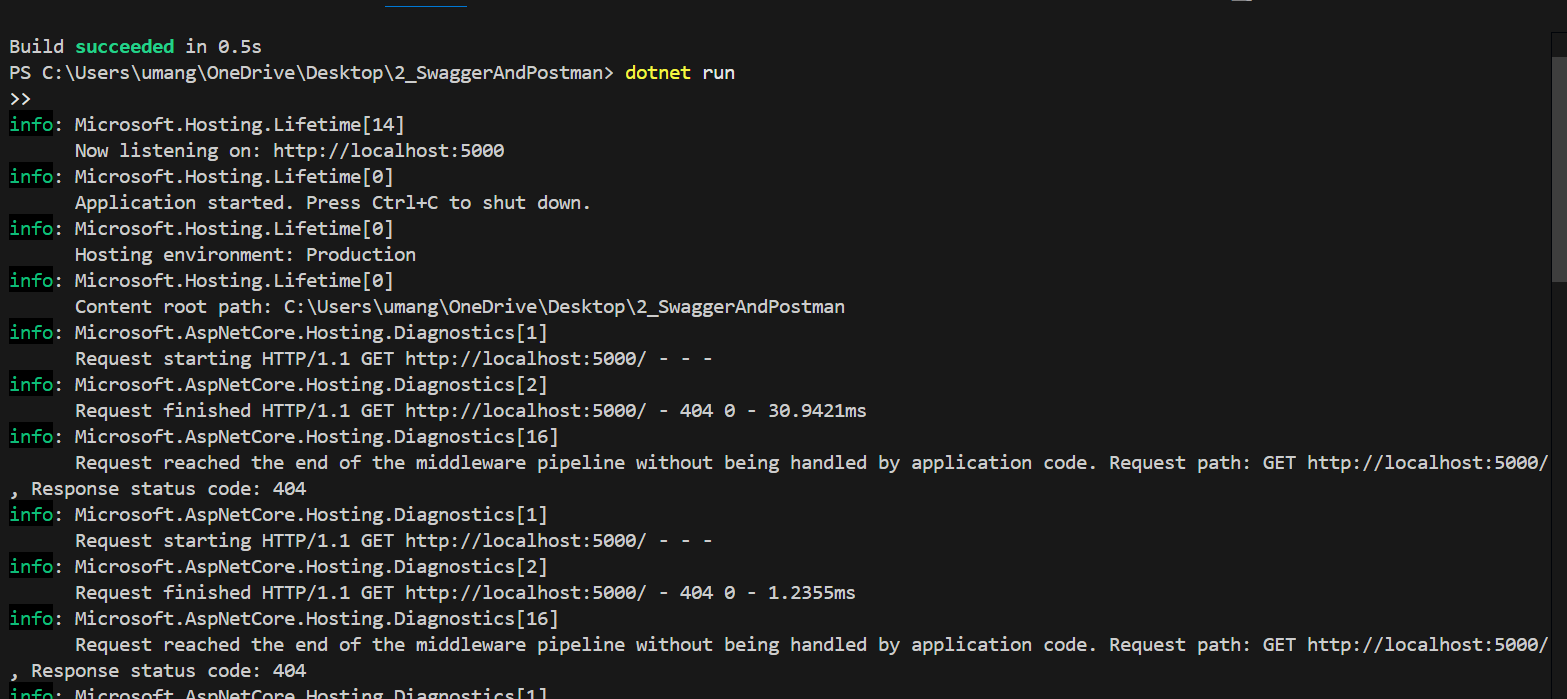 Build succeeded in 0.5s
PS C:\Users\umang\OneDrive\Desktop\2_SwaggerAndPostman> dotnet run
>>
info: Microsoft.Hosting.Lifetime[14]
      Now listening on: http://localhost:5000
info: Microsoft.Hosting.Lifetime[0]
      Application started. Press Ctrl+C to shut down.
info: Microsoft.Hosting.Lifetime[0]
      Hosting environment: Production
info: Microsoft.Hosting.Lifetime[0]
      Content root path: C:\Users\umang\OneDrive\Desktop\2_SwaggerAndPostman
info: Microsoft.AspNetCore.Hosting.Diagnostics[1]
      Request starting HTTP/1.1 GET http://localhost:5000/ - - -
info: Microsoft.AspNetCore.Hosting.Diagnostics[2]
      Request finished HTTP/1.1 GET http://localhost:5000/ - 404 0 - 30.9421ms
info: Microsoft.AspNetCore.Hosting.Diagnostics[16]
      Request reached the end of the middleware pipeline without being handled by application code. Request path: GET http://localhost:5000/
, Response status code: 404
info: Microsoft.AspNetCore.Hosting.Diagnostics[1]
      Request starting HTTP/1.1 GET http://localhost:5000/ - - -
info: Microsoft.AspNetCore.Hosting.Diagnostics[2]
      Request finished HTTP/1.1 GET http://localhost:5000/ - 404 0 - 1.2355ms
info: Microsoft.AspNetCore.Hosting.Diagnostics[16]
      Request reached the end of the middleware pipeline without being handled by application code. Request path: GET http://localhost:5000/
, Response status code: 404
info: Microsoft.AspNetCore.Hosting.Diagnostics[1]